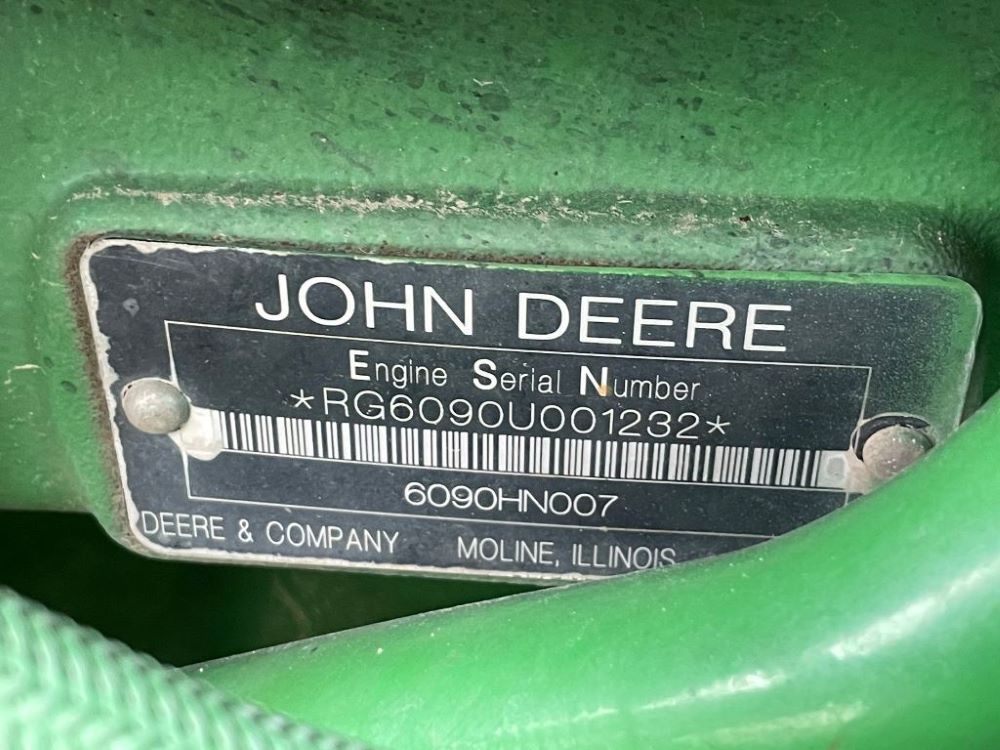 JOHN DEERE
Engine Serial Number
*RG6090U001232*
6090HN007
DEERE & COMPANY MOLINE, ILLINOIS